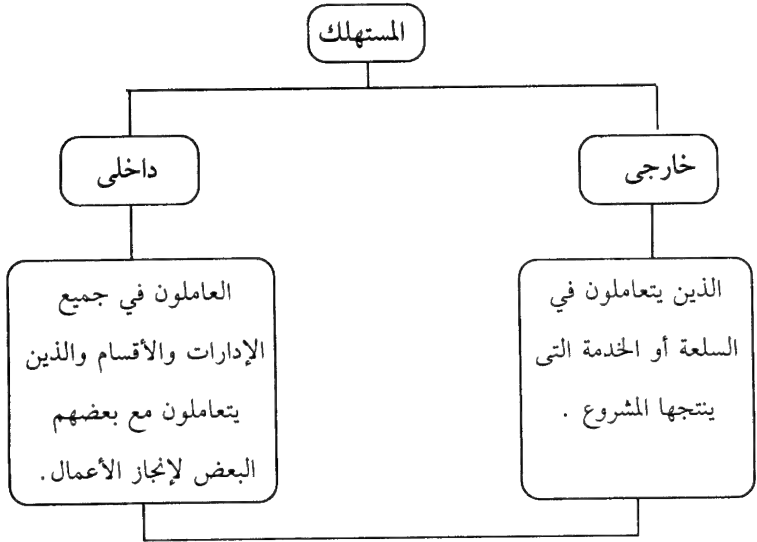 المستهلك
خارجى
داخلى
الذين يتعاملون في
السلعة أو الخدمة التى
ينتجها المشروع .
العاملون في جميع
الإدارات والأقسام والذين
يتعاملون مع بعضهم
البعض لإنجاز الأعمال .